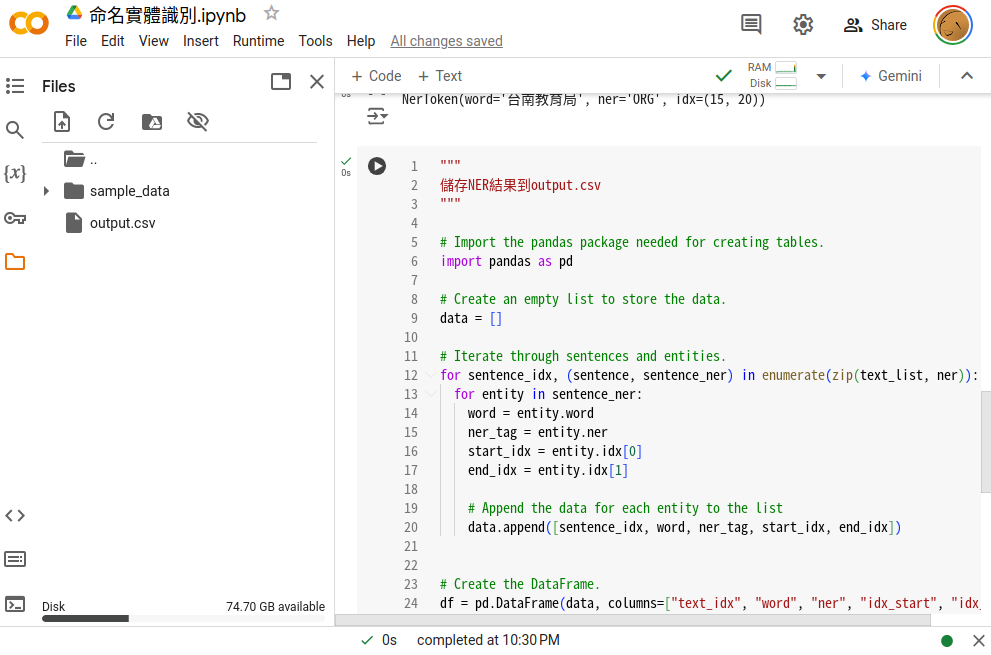 命名實體識別.ipynb
File Edit View Insert Runtime Tools Help All changes saved
Share
Files
+ Code + Text
RAM
Disk
Gemini
NerToken(word='台南教育局', ner='ORG', idx=(15, 20))
..
sample_data
output.csv
{x}
0s
1 """
2 儲存NER結果到output.csv
3 """
4
5 # Import the pandas package needed for creating tables.
6 import pandas as pd
7
8 # Create an empty list to store the data.
9 data = []
10
11 # Iterate through sentences and entities.
12 for sentence_idx, (sentence, sentence_ner) in enumerate(zip(text_list, ner)):
13 for entity in sentence_ner:
14 word = entity.word
15 ner_tag = entity.ner
16 start_idx = entity.idx[0]
17 end_idx = entity.idx[1]
18
19 # Append the data for each entity to the list
20 data.append([sentence_idx, word, ner_tag, start_idx, end_idx])
21
22
23 # Create the DataFrame.
24 df = pd.DataFrame(data, columns=["text_idx", "word", "ner", "idx_start", "idx_
Disk 74.70 GB available
0s completed at 10:30 PM